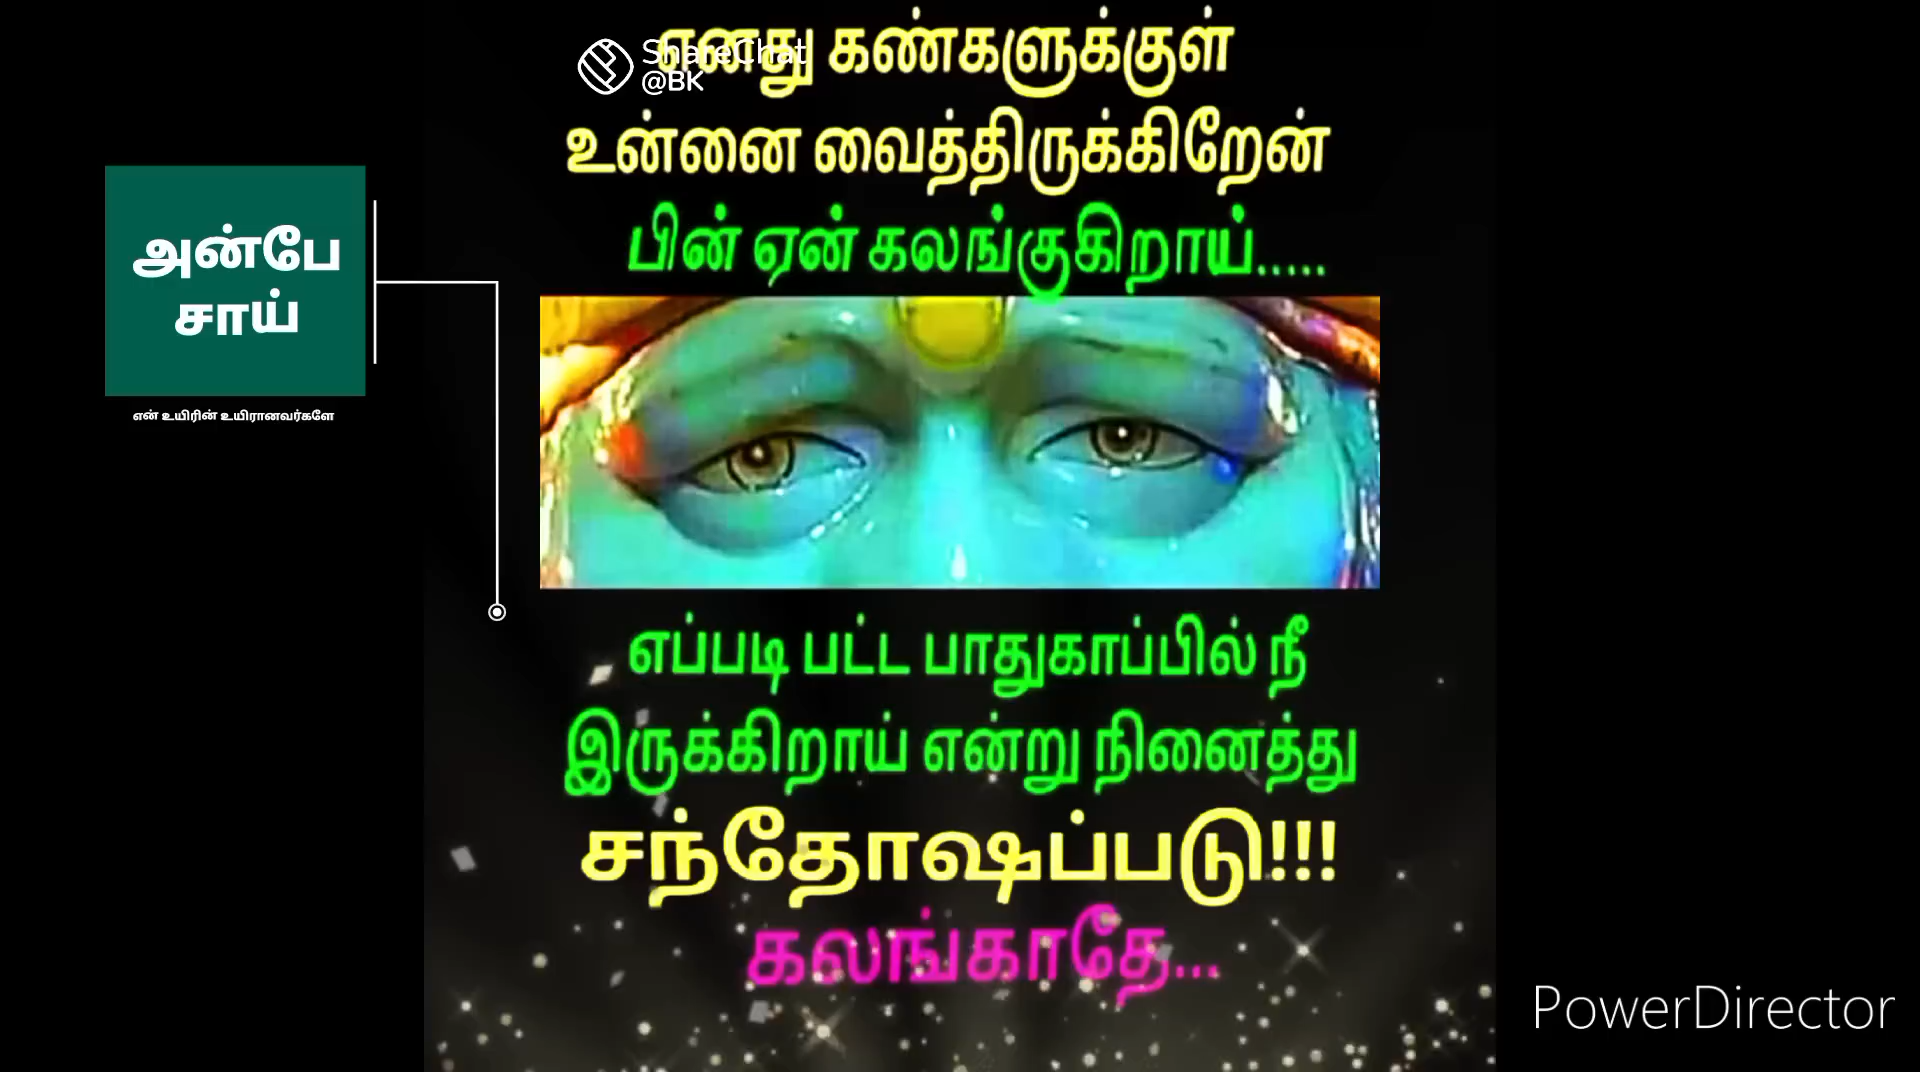 எனது கண்களுக்குள்
ShareChat
@BK
உன்னை வைத்திருக்கிறேன்
பின் ஏன் கலங்குகிறாய்.....
அன்பே
சாய்
என் உயிரின் உயிரானவர்களே
எப்படி பட்ட பாதுகாப்பில் நீ
இருக்கிறாய் என்று நினைத்து
சந்தோஷப்படு!!!
கலங்காதே...
PowerDirector